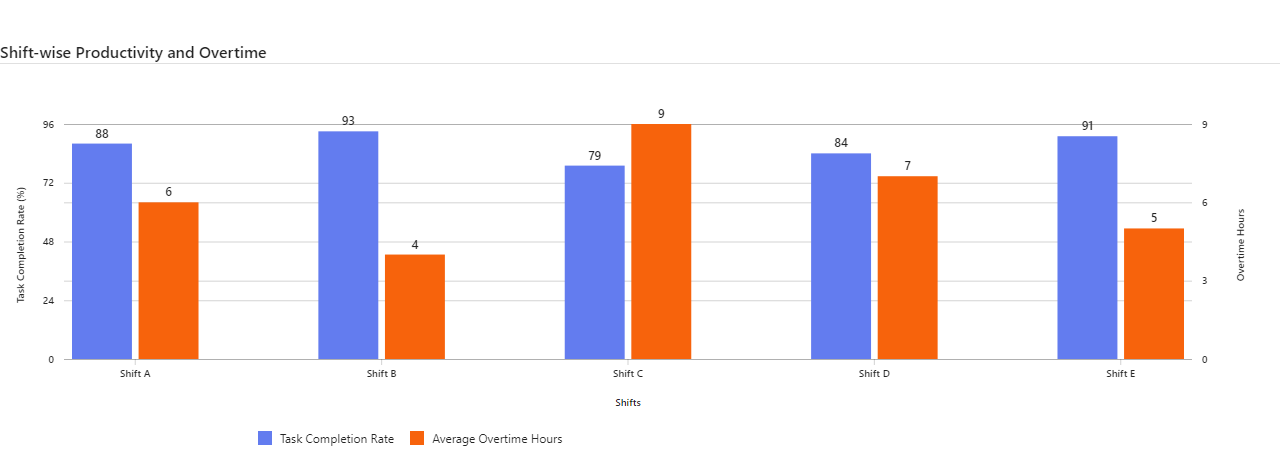 Shift-wise Productivity and Overtime
88 6 93 4 79 9 84 7 91 5
96 72 48 24 0
Task Completion Rate (%)
9 6 3 0
Overtime Hours
Shift A Shift B Shift C Shift D Shift E
Shifts
Task Completion Rate Average Overtime Hours